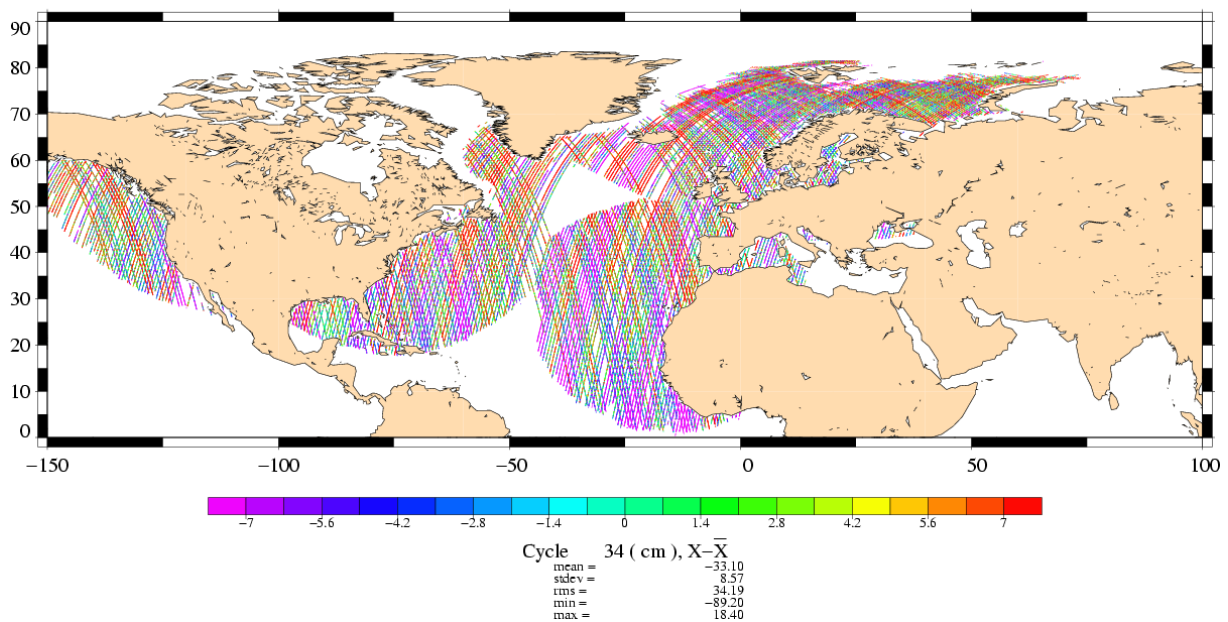 90
80
70
60
50
40
30
20
10
0
−150 −100 −50 0 50 100
−7 −5.6 −4.2 −2.8 −1.4 0 1.4 2.8 4.2 5.6 7
Cycle 34 ( cm ), X−X̅
mean = −33.10
stdev = 8.57
rms = 34.19
min = −89.20
max = 18.40